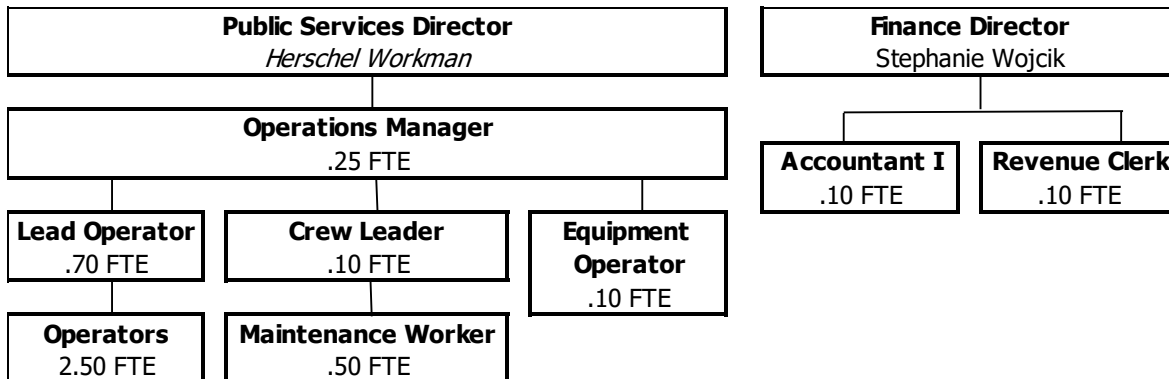 Public Services Director
Herschel Workman
Finance Director
Stephanie Wojcik
Operations Manager
.25 FTE
Accountant I
.10 FTE
Revenue Clerk
.10 FTE
Lead Operator
.70 FTE
Crew Leader
.10 FTE
Equipment
Operator
.10 FTE
Operators
2.50 FTE
Maintenance Worker
.50 FTE